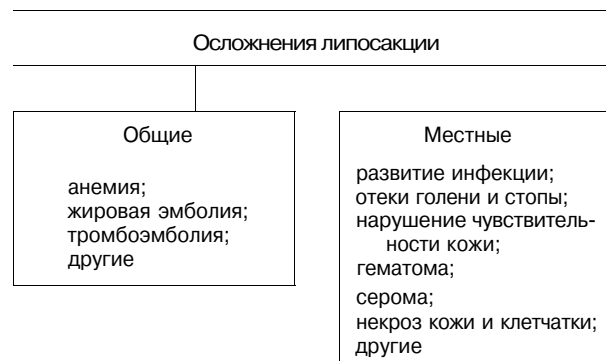 Осложнения липосакции
Общие
анемия;
жировая эмболия;
тромбоэмболия;
другие
Местные
развитие инфекции;
отеки голени и стопы;
нарушение чувствитель-
ности кожи;
гематома;
серома;
некроз кожи и клетчатки;
другие